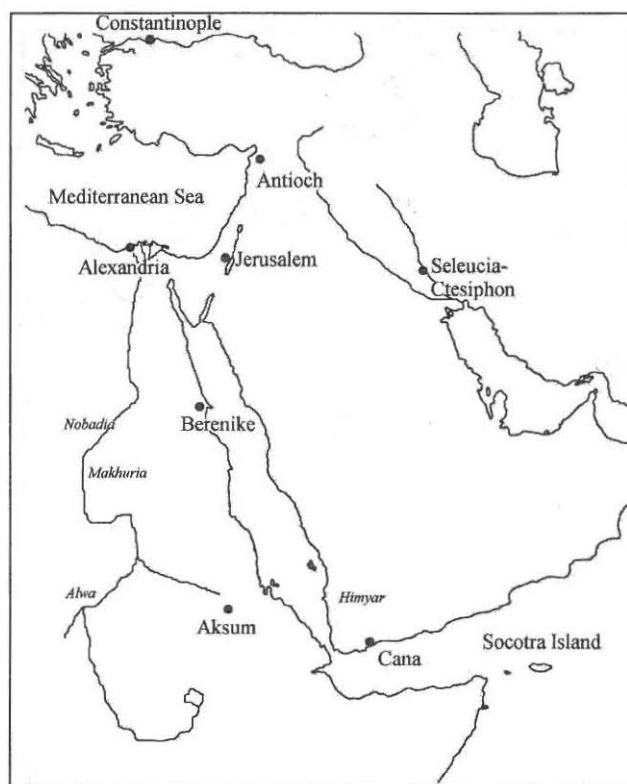 Constantinople
Antioch
Mediterranean Sea
Alexandria
Jerusalem
Seleucia-
Ctesiphon
Berenike
Nobadia
Makhuria
Alwa
Aksum
Himyar
Cana
Socotra Island